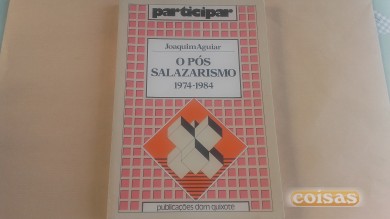 participar
Joaquim Aguiar
O PÓS
SALAZARISMO
1974-1984
publicações dom quixote
coisas